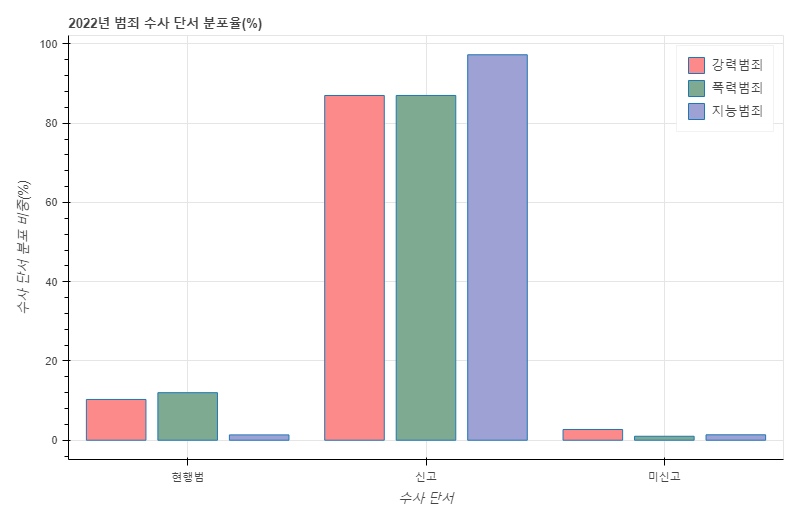 2022년 범죄 수사 단서 분포율(%)
강력범죄
폭력범죄
지능범죄
수사 단서 분포 비중(%)
100
80
60
40
20
0
현행범 신고 미신고
수사 단서